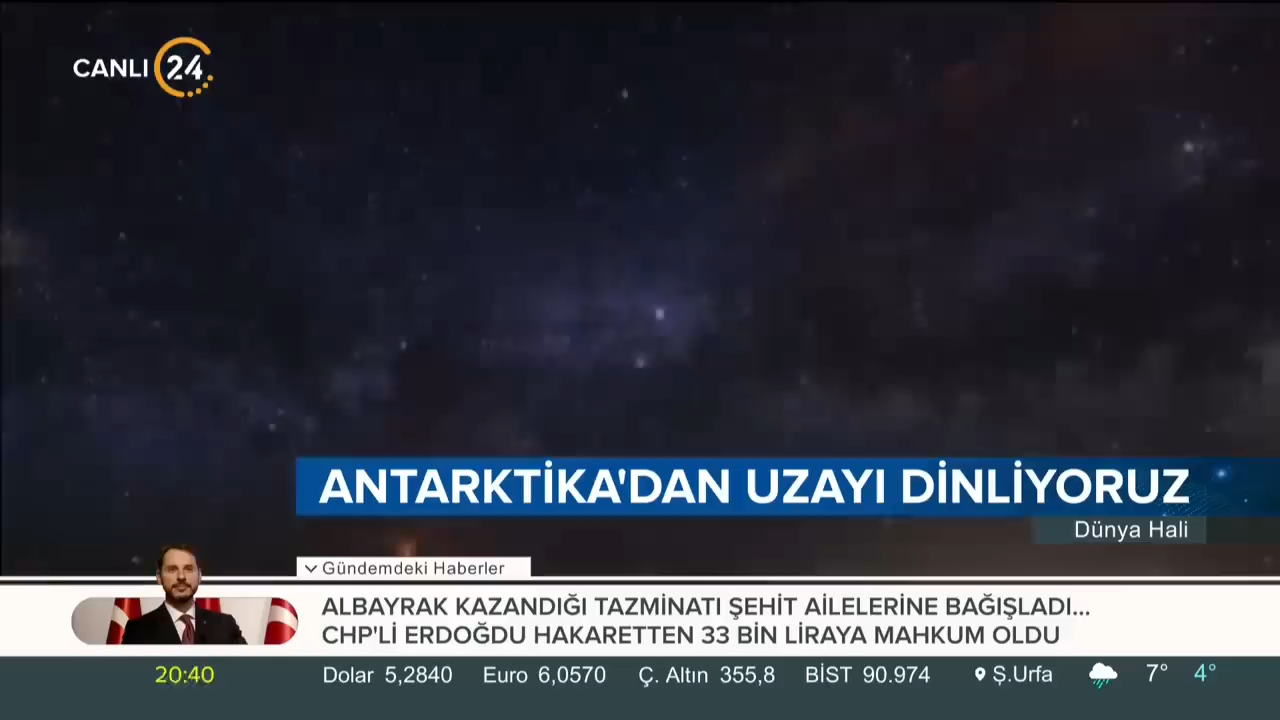 CANLI 24
ANTARKTİKA'DAN UZAYI DİNLİYORUZ
Dünya Hali
Gündemdeki Haberler
ALBAYRAK KAZANDIĞI TAZMİNATI ŞEHİT AİLELERİNE BAĞIŞLADI...
CHP'Lİ ERDOĞDU HAKARETTEN 33 BİN LİRAYA MAHKUM OLDU
20:40 Dolar 5,2840 Euro 6,0570 Ç. Altın 355,8 BİST 90.974 Ş.Urfa 7° 4°